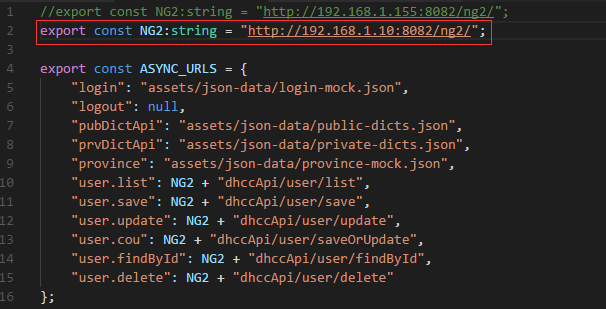 1 //export const NG2:string = "http://192.168.1.155:8082/ng2/";
2 export const NG2:string = "http://192.168.1.10:8082/ng2/";
3
4 export const ASYNC_URLS = {
5 "login": "assets/json-data/login-mock.json",
6 "logout": null,
7 "pubDictApi": "assets/json-data/public-dicts.json",
8 "prvDictApi": "assets/json-data/private-dicts.json",
9 "province": "assets/json-data/province-mock.json",
10 "user.list": NG2 + "dhccApi/user/list",
11 "user.save": NG2 + "dhccApi/user/save",
12 "user.update": NG2 + "dhccApi/user/update",
13 "user.cou": NG2 + "dhccApi/user/saveOrUpdate",
14 "user.findById": NG2 + "dhccApi/user/findById",
15 "user.delete": NG2 + "dhccApi/user/delete"
16 };